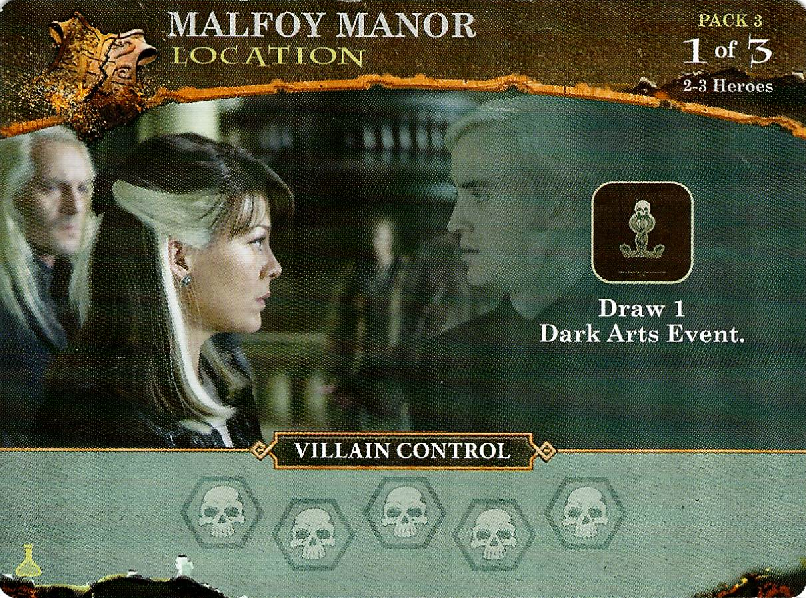 MALFOY MANOR
LOCATION
PACK 3
1 of 3
2-3 Heroes
Draw 1
Dark Arts Event.
VILLAIN CONTROL